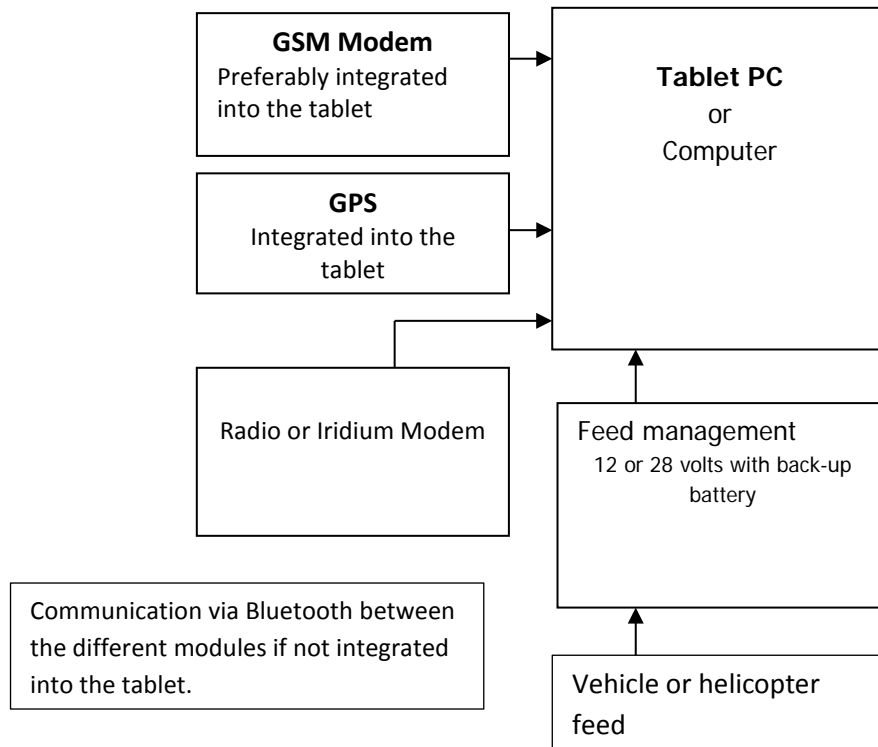 GSM Modem
Preferably integrated
into the tablet
Tablet PC
or
Computer
GPS
Integrated into the
tablet
Radio or Iridium Modem
Feed management
12 or 28 volts with back-up
battery
Communication via Bluetooth between
the different modules if not integrated
into the tablet.
Vehicle or helicopter
feed